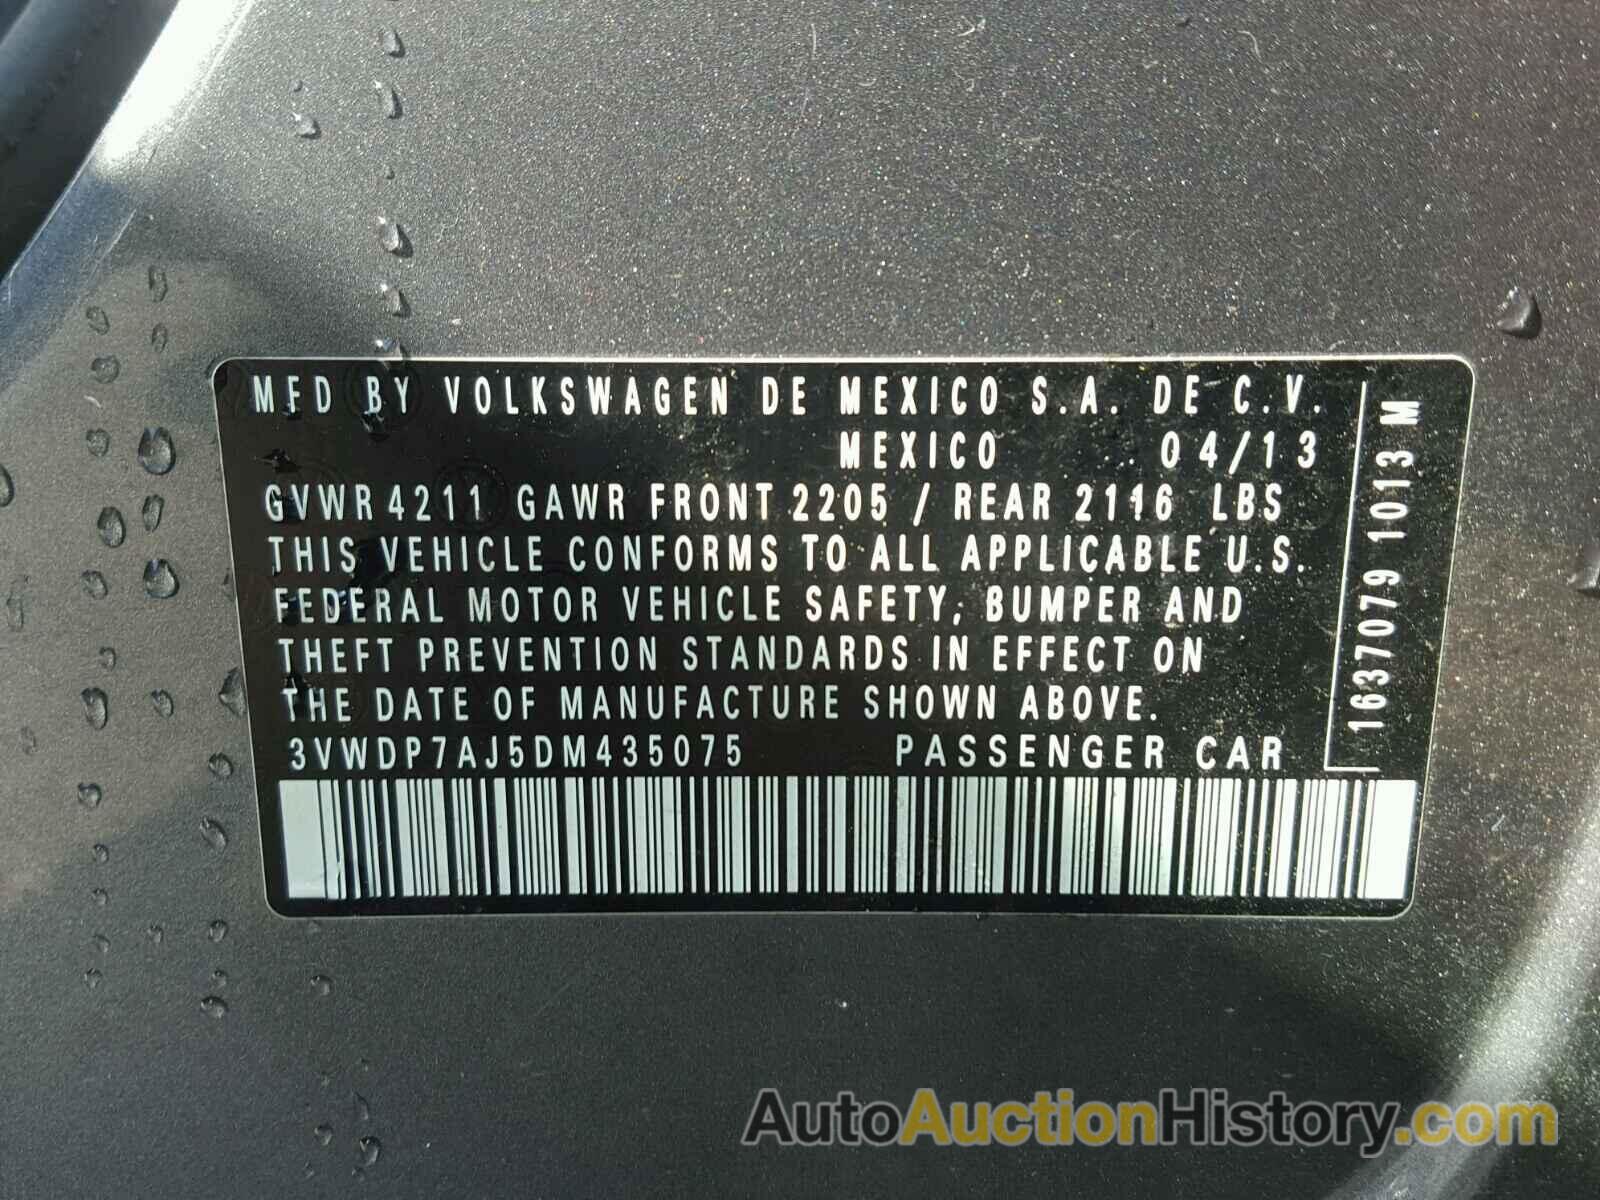 MFD BY VOLKSWAGEN DE MEXICO S.A. DE C.V.
MEXICO 04/13
GVWR 4211 GAWR FRONT 2205 / REAR 2116 LBS
THIS VEHICLE CONFORMS TO ALL APPLICABLE U.S.
FEDERAL MOTOR VEHICLE SAFETY, BUMPER AND
THEFT PREVENTION STANDARDS IN EFFECT ON
THE DATE OF MANUFACTURE SHOWN ABOVE.
3VWDP7AJ5DM435075 PASSENGER CAR
1637079 1013 M
AutoAuctionHistory.com